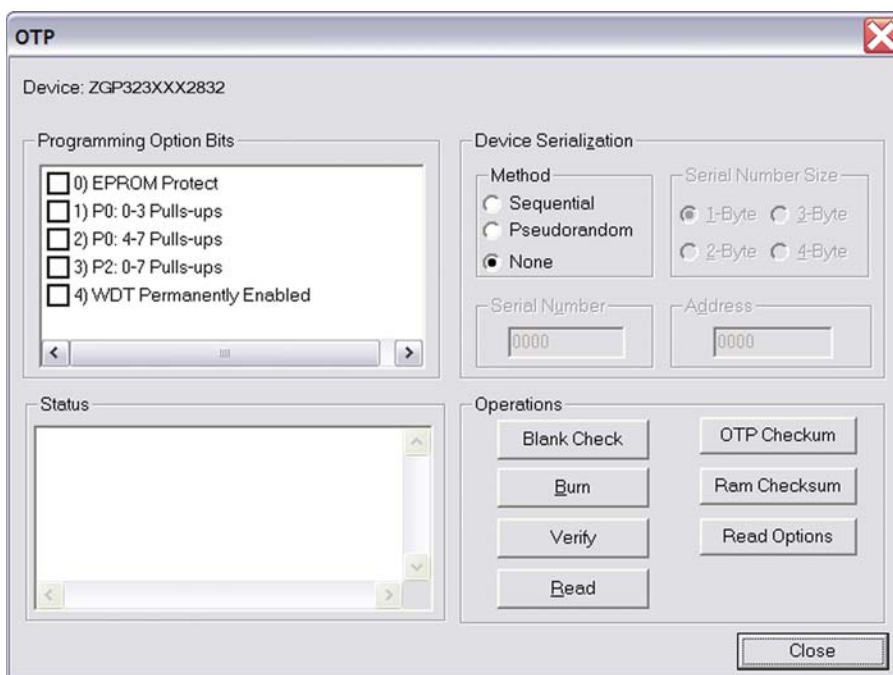 OTP
Device: ZGP323XXX2832
Programming Option Bits
0) EPROM Protect
1) P0: 0-3 Pulls-ups
2) P0: 4-7 Pulls-ups
3) P2: 0-7 Pulls-ups
4) WDT Permanently Enabled
Device Serialization
Method
Sequential
Pseudorandom
None
Serial Number Size
1-Byte 3-Byte
2-Byte 4-Byte
Serial Number
0000
Address
0000
Status
Operations
Blank Check
Burn
Verify
Read
OTP Checkum
Ram Checksum
Read Options
Close